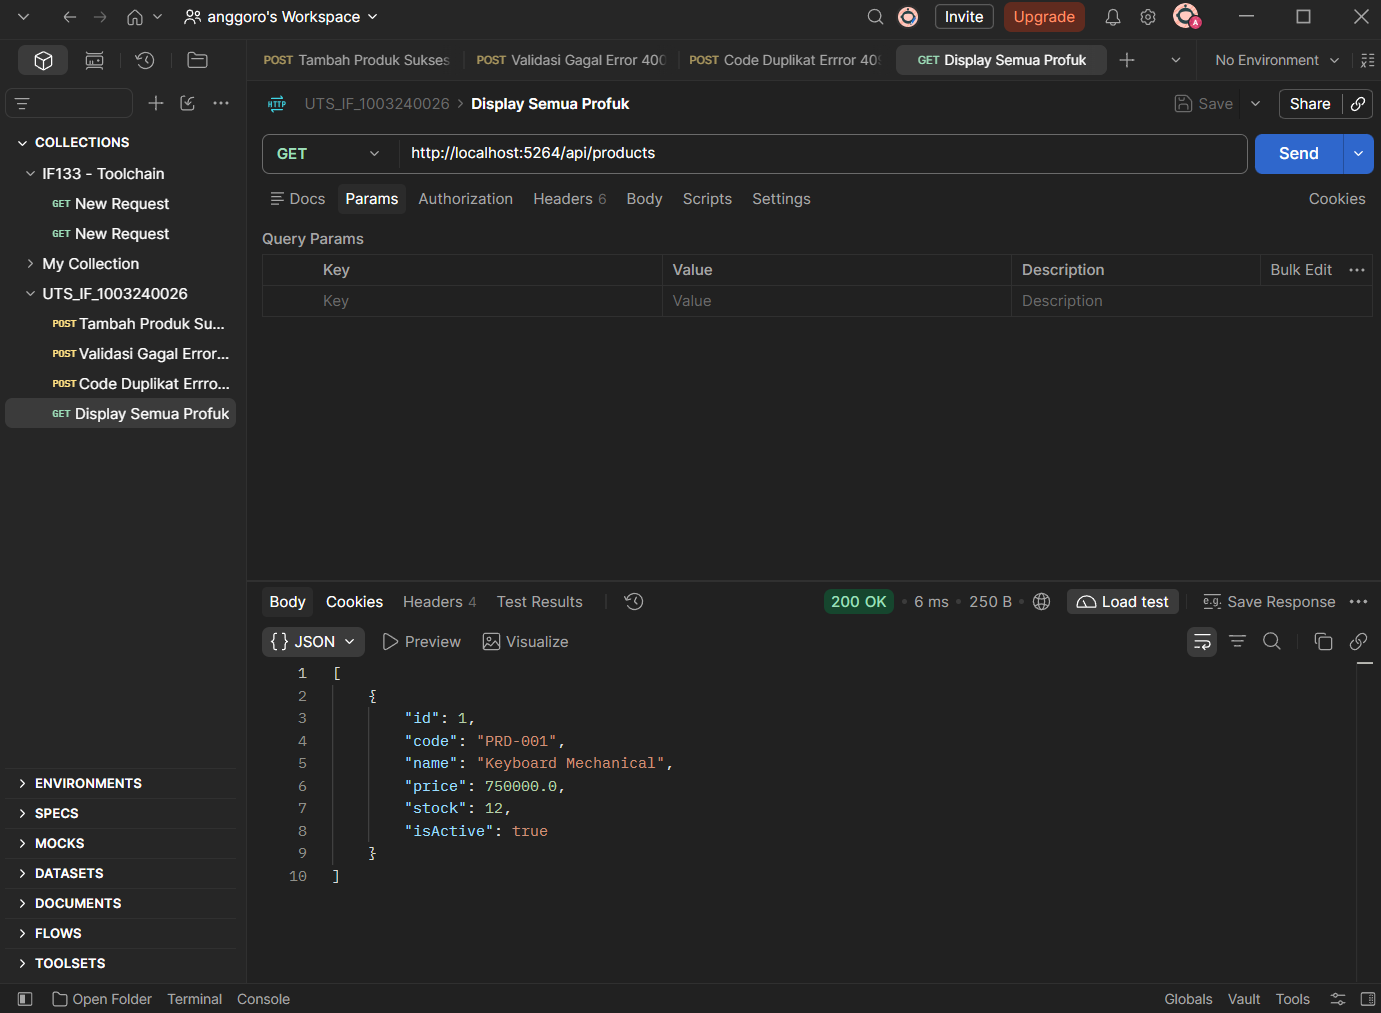 anggoro's Workspace
Invite
Upgrade
POST Tambah Produk Sukses
POST Validasi Gagal Error 400
POST Code Duplikat Errror 409
GET Display Semua Profuk
No Environment
HTTP UTS_IF_1003240026 > Display Semua Profuk
Save
Share
COLLECTIONS
IF133 - Toolchain
GET New Request
GET New Request
My Collection
UTS_IF_1003240026
POST Tambah Produk Su...
POST Validasi Gagal Error...
POST Code Duplikat Errro...
GET Display Semua Profuk
ENVIRONMENTS
SPECS
MOCKS
DATASETS
DOCUMENTS
FLOWS
TOOLSETS
GET http://localhost:5264/api/products
Send
Docs Params Authorization Headers 6 Body Scripts Settings Cookies
Query Params
Key Value Description Bulk Edit
Key Value Description
Body Cookies Headers 4 Test Results
200 OK • 6 ms • 250 B
Load test
e.g. Save Response
{} JSON Preview Visualize
1 [
2 {
3 "id": 1,
4 "code": "PRD-001",
5 "name": "Keyboard Mechanical",
6 "price": 750000.0,
7 "stock": 12,
8 "isActive": true
9 }
10 ]
Open Folder Terminal Console
Globals Vault Tools